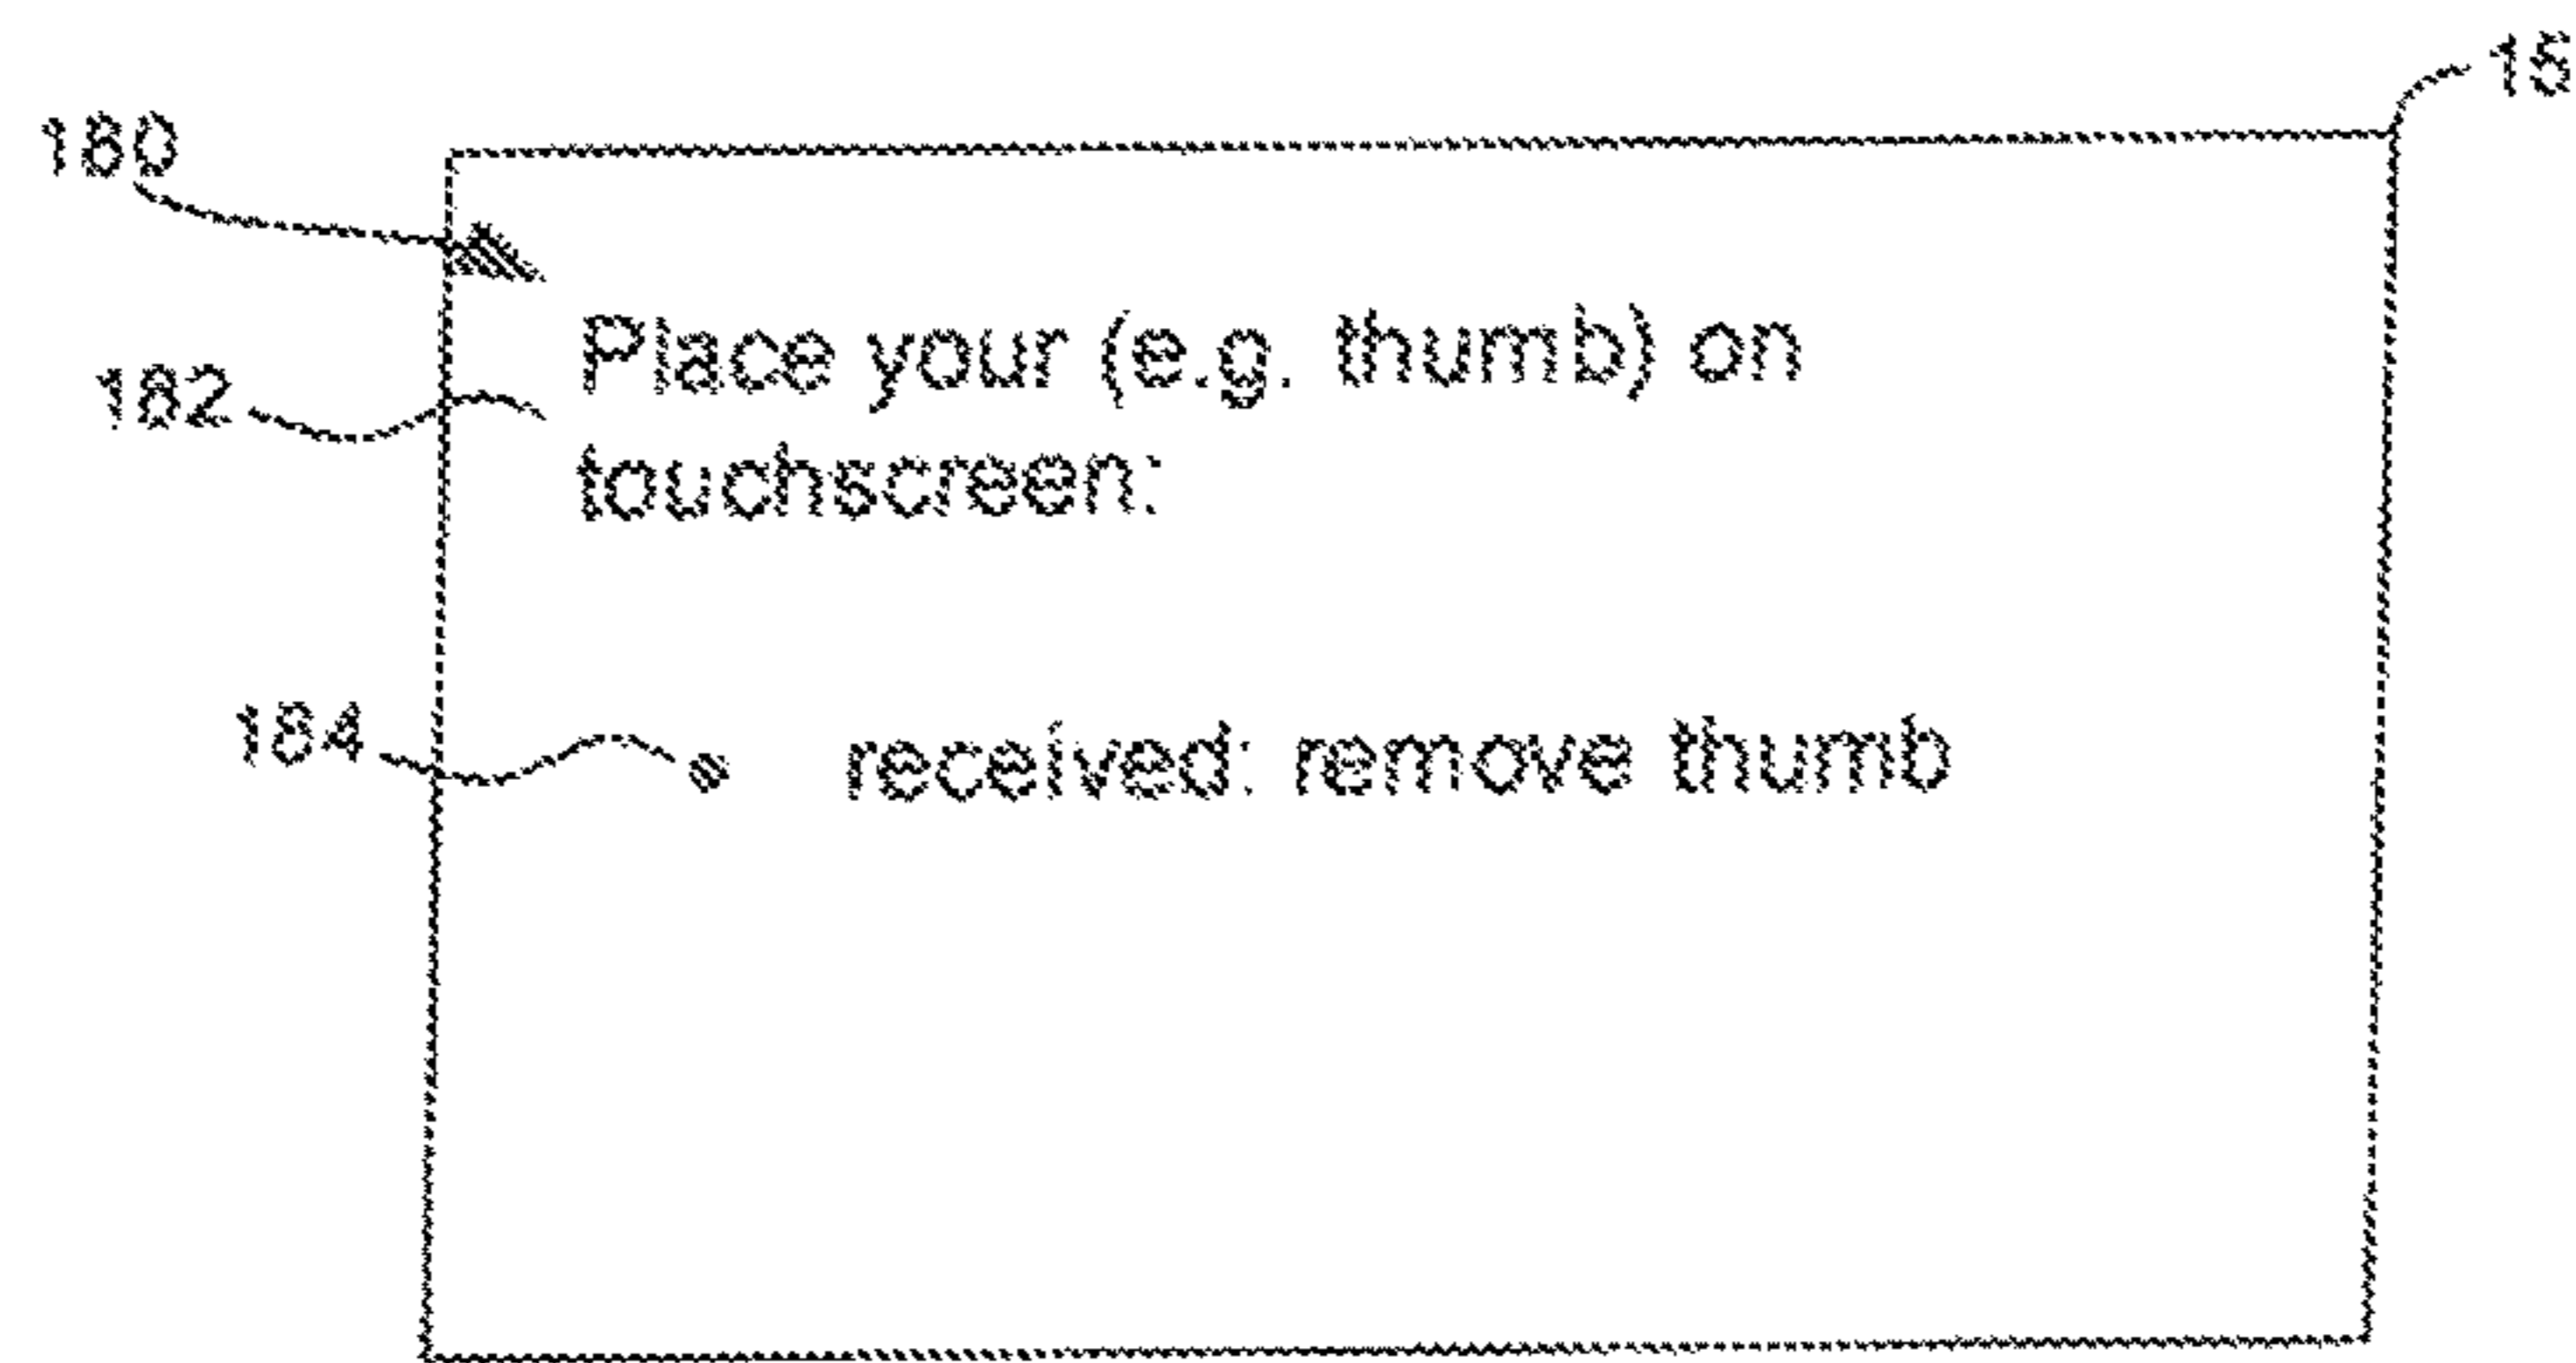 15
180
Place your (e.g. thumb) on
182
touchscreen:
184 received: remove thumb